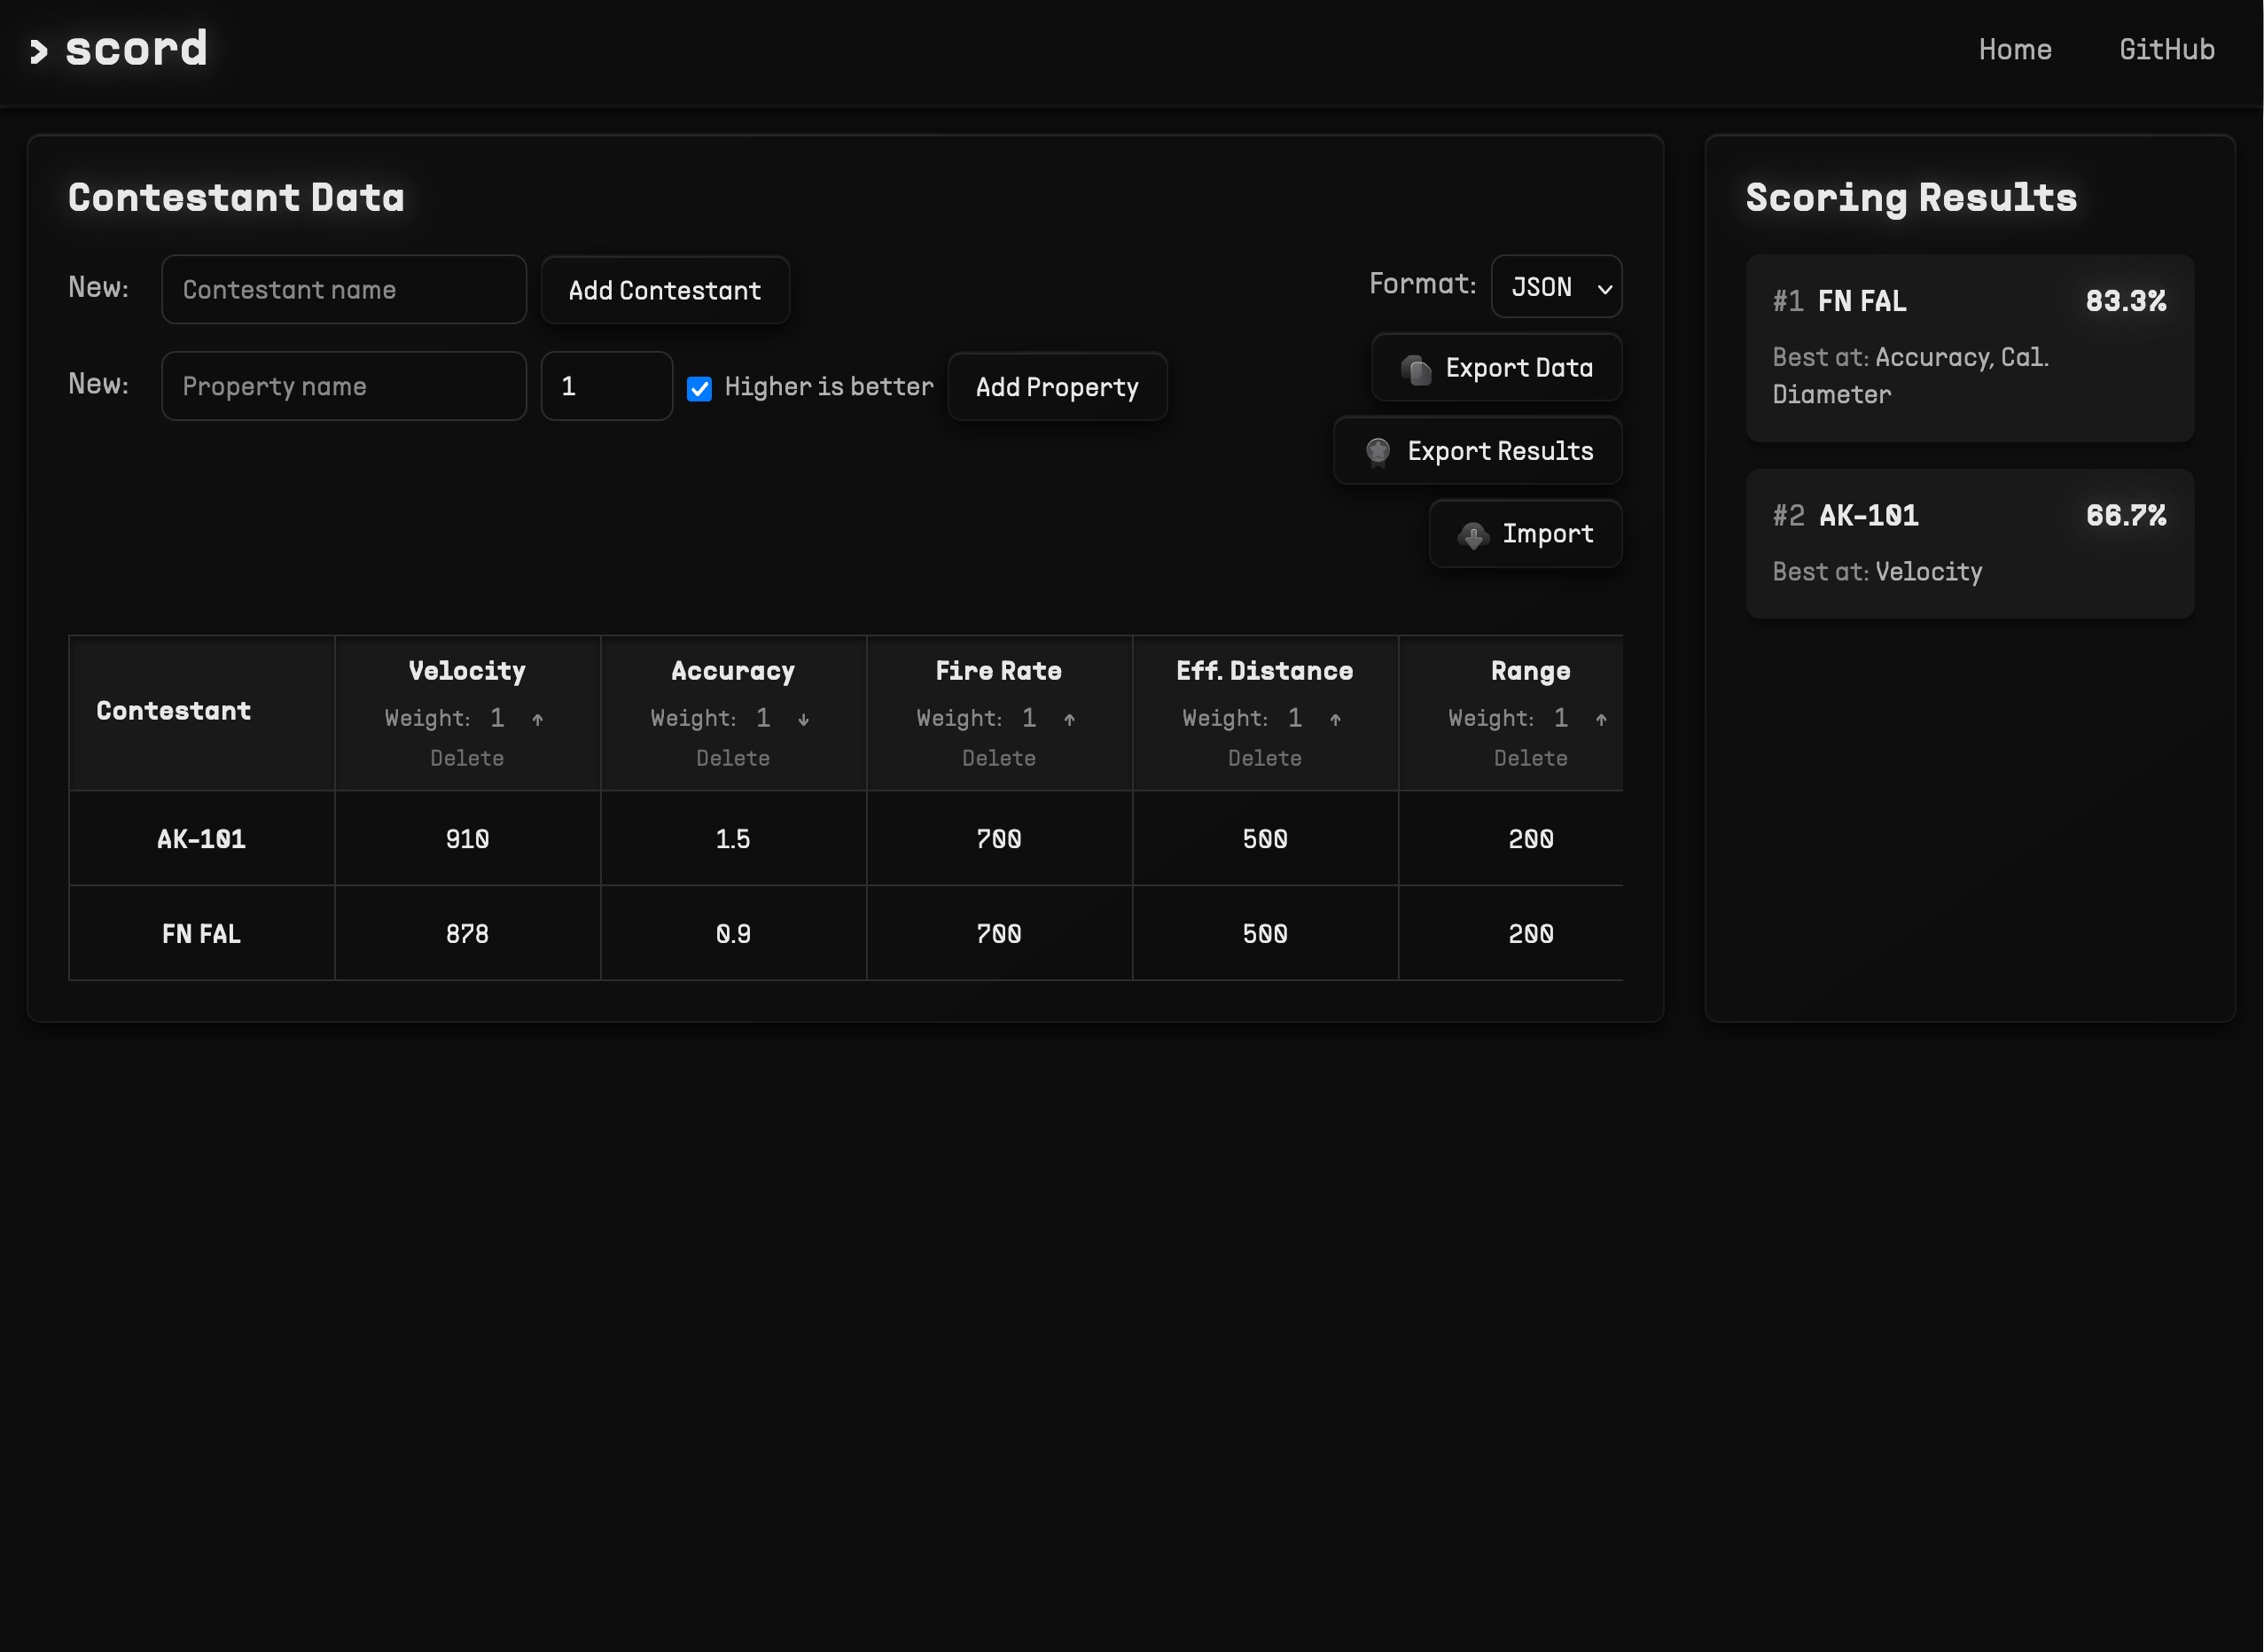 › scord
Home GitHub
Contestant Data
New: Contestant name Add Contestant
New: Property name 1 Higher is better Add Property
Format: JSON
Export Data
Export Results
Import
Contestant Velocity Accuracy Fire Rate Eff. Distance Range
Weight: 1 ↑ Weight: 1 ↓ Weight: 1 ↑ Weight: 1 ↑ Weight: 1 ↑
Delete Delete Delete Delete Delete
AK-101 910 1.5 700 500 200
FN FAL 878 0.9 700 500 200
Scoring Results
#1 FN FAL 83.3%
Best at: Accuracy, Cal.
Diameter
#2 AK-101 66.7%
Best at: Velocity